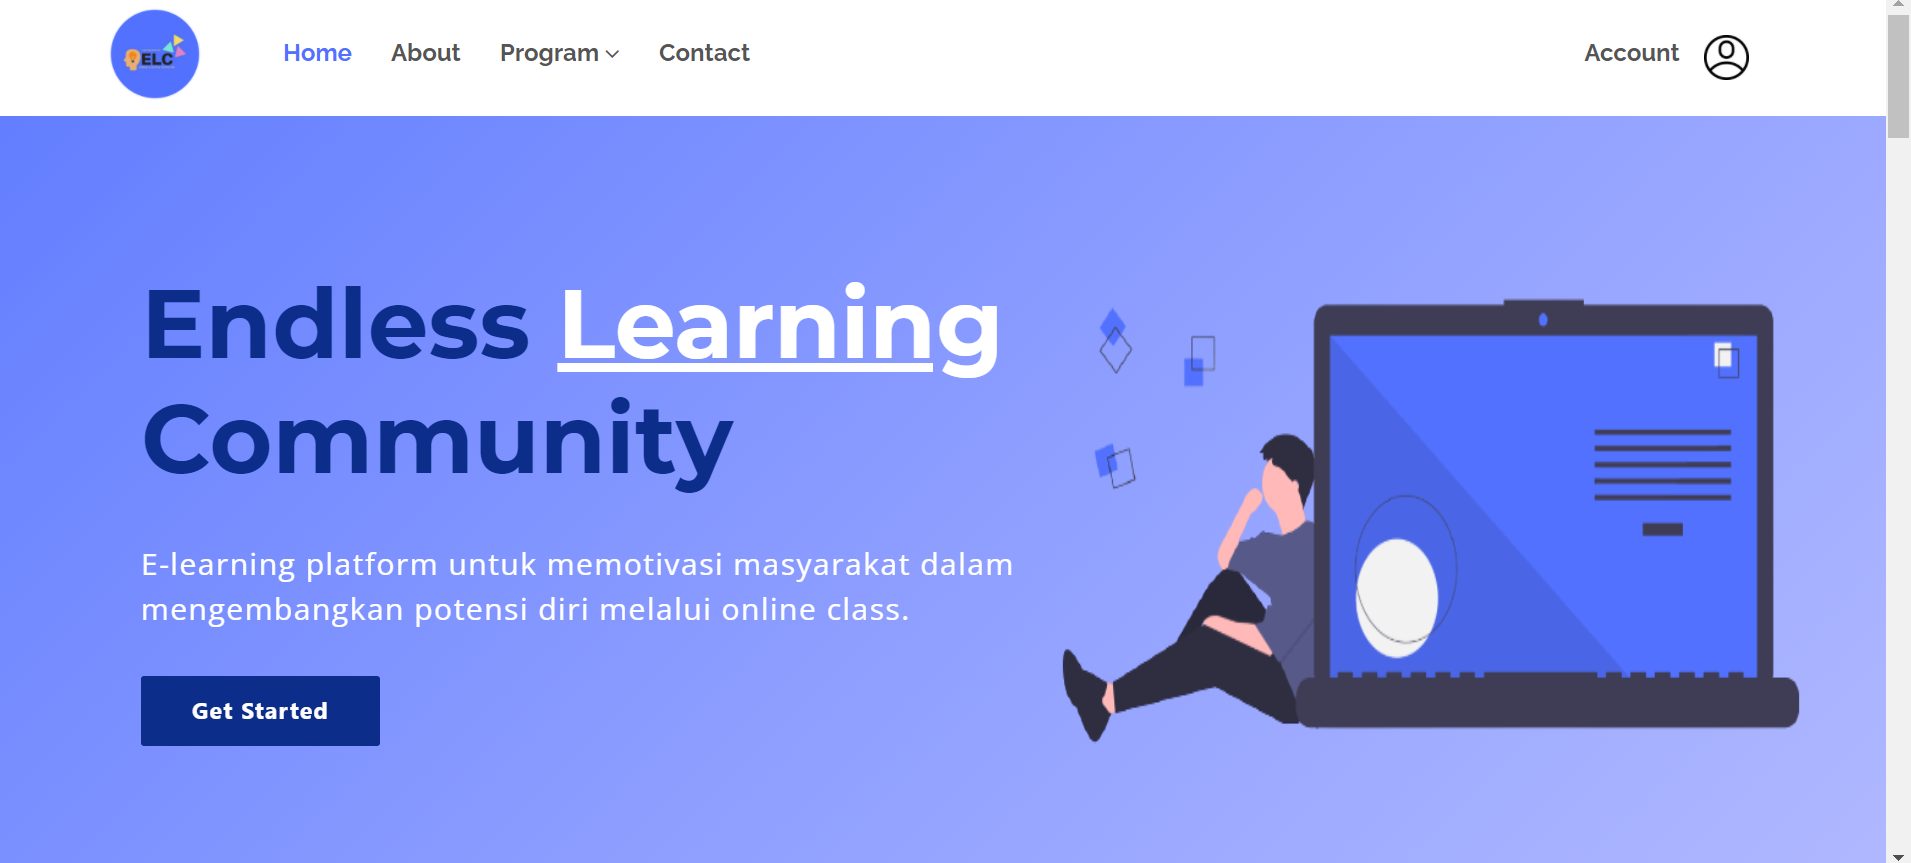 ELC
Home About Program Contact Account
Endless Learning
Community
E-learning platform untuk memotivasi masyarakat dalam
mengembangkan potensi diri melalui online class.
Get Started